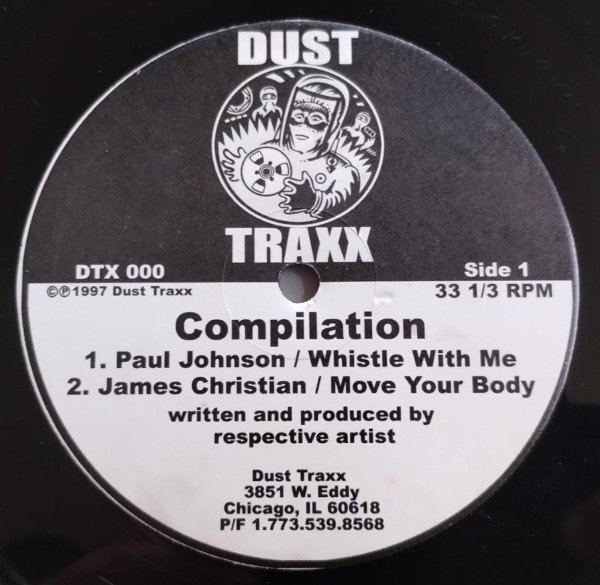 DUST
TRAXX
DTX 000
Side 1
©℗1997 Dust Traxx
33 1/3 RPM
Compilation
1. Paul Johnson / Whistle With Me
2. James Christian / Move Your Body
written and produced by
respective artist
Dust Traxx
3851 W. Eddy
Chicago, IL 60618
P/F 1.773.539.8568